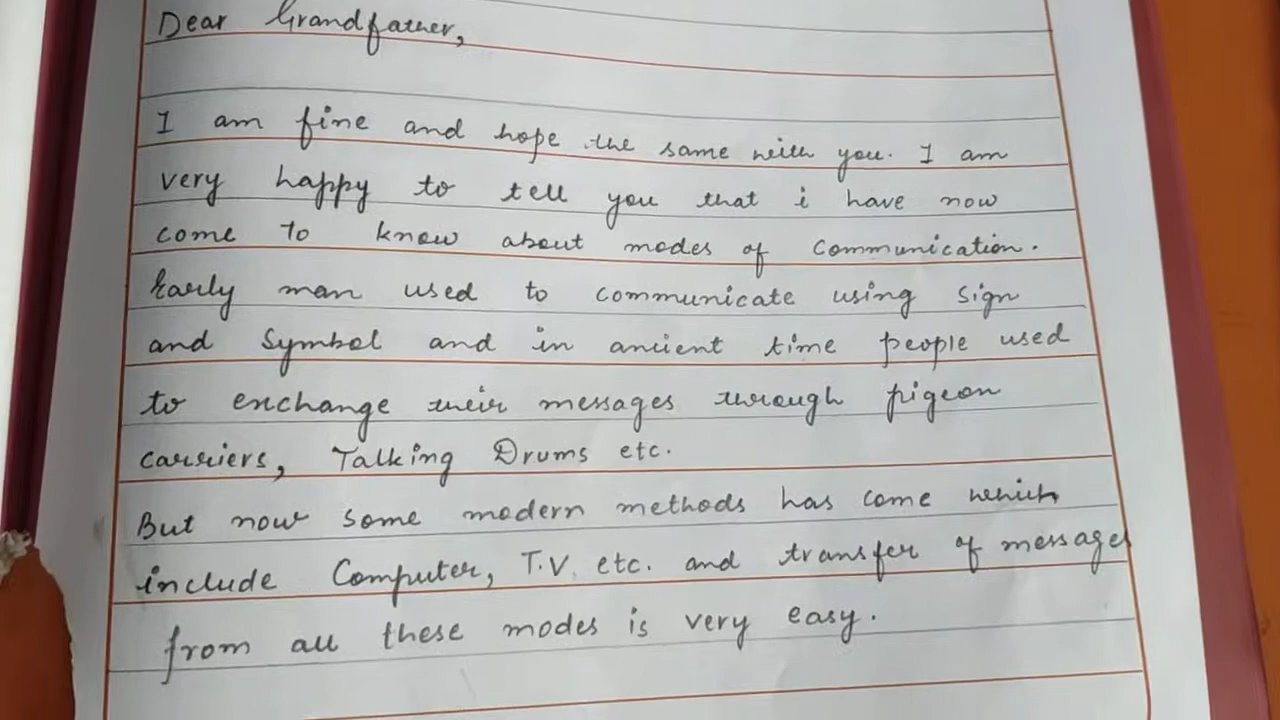 Dear Grandfather,
I am fine and hope the same with you. I am
very happy to tell you that i have now
come to know about modes of communication.
Early man used to communicate using sign
and Symbol and in ancient time people used
to exchange their messages through pigeon
carriers, Talking Drums etc.
But now some modern methods has come which
include Computer, T.V. etc. and transfer of messages
from all these modes is very easy.